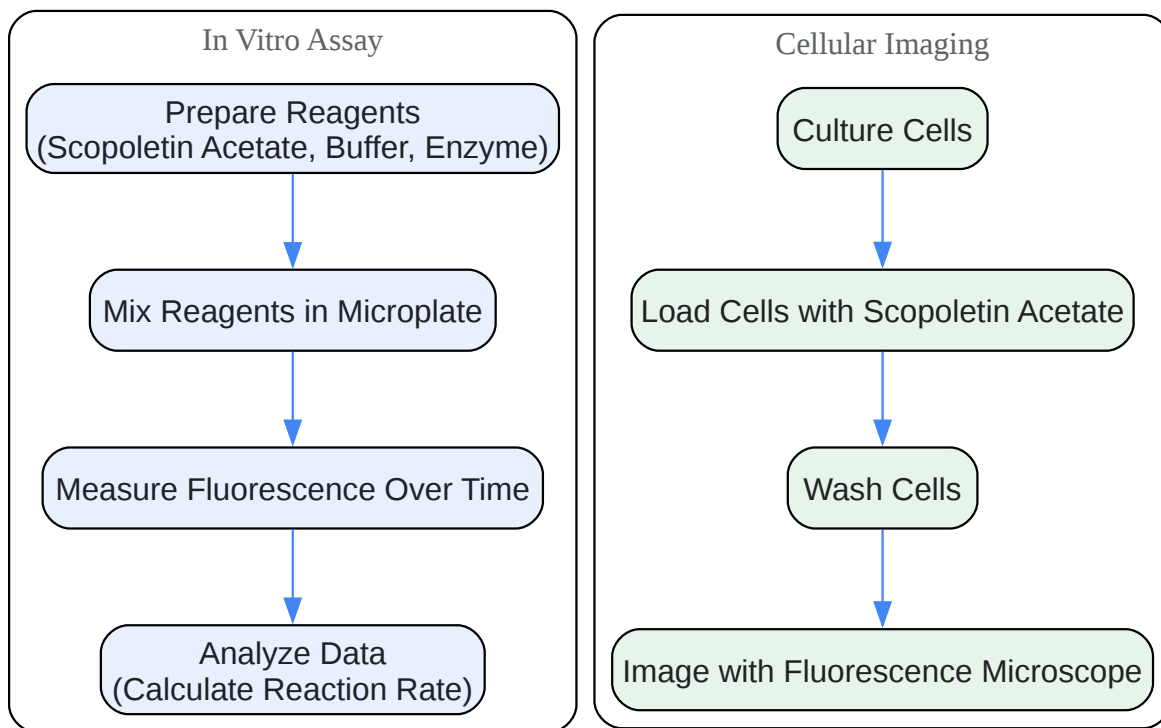 In Vitro Assay
Prepare Reagents
(Scopoletin Acetate, Buffer, Enzyme)
Mix Reagents in Microplate
Measure Fluorescence Over Time
Analyze Data
(Calculate Reaction Rate)
Cellular Imaging
Culture Cells
Load Cells with Scopoletin Acetate
Wash Cells
Image with Fluorescence Microscope